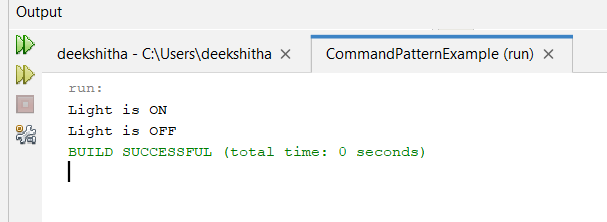 Output
deekshitha - C:\Users\deekshitha × CommandPatternExample (run) ×
run:
Light is ON
Light is OFF
BUILD SUCCESSFUL (total time: 0 seconds)